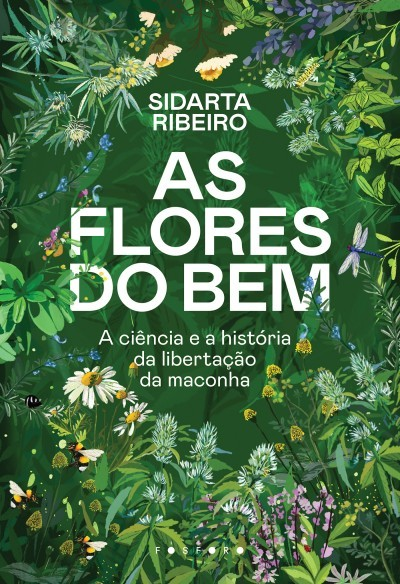 SIDARTA
RIBEIRO
AS
FLORES
DO BEM
A ciência e a história
da libertação
da maconha
FOSFORO